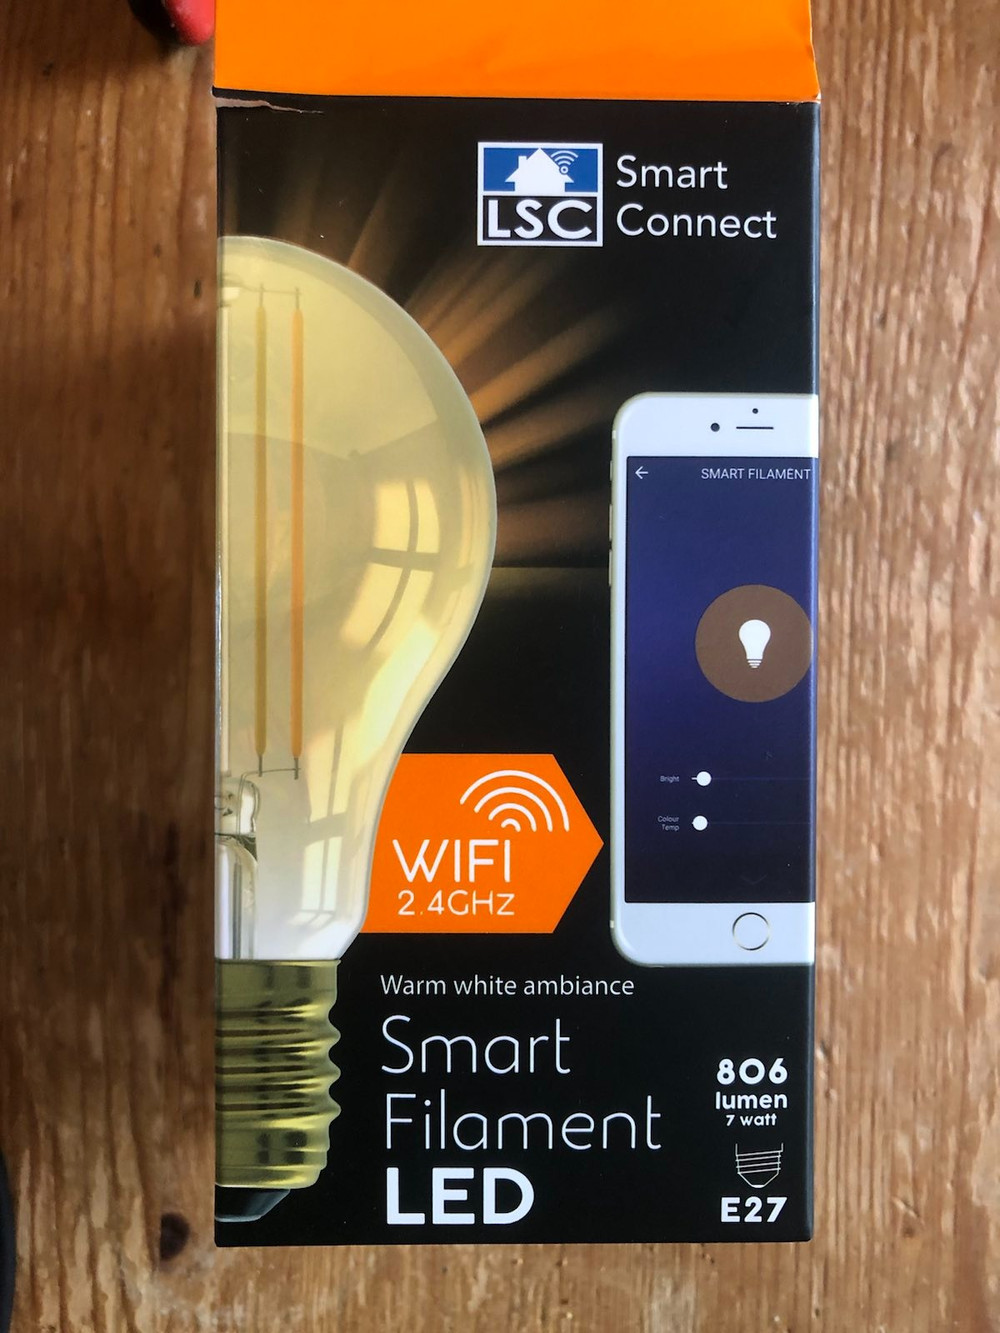 LSC
Smart
Connect
SMART FILAMENT
Bright
Colour
Temp
WIFI
2.4GHZ
Warm white ambiance
Smart
Filament
LED
806
lumen
7 watt
E27